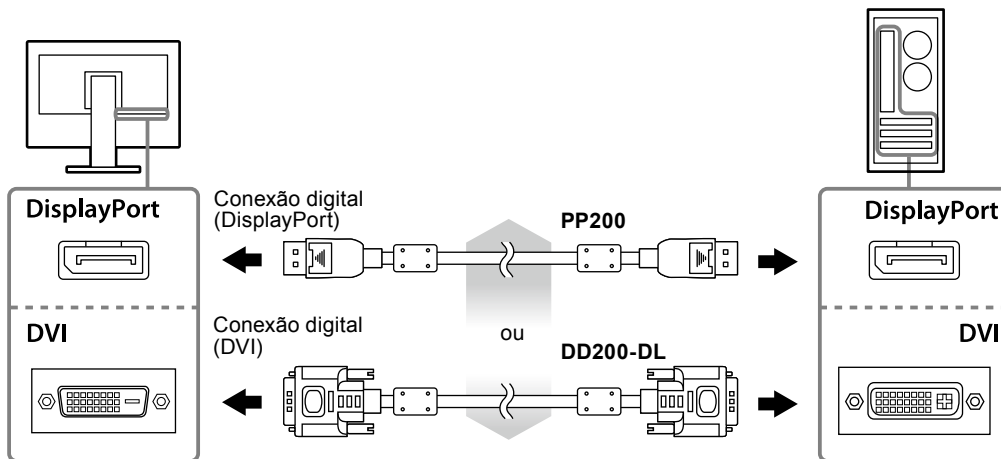 DisplayPort
Conexão digital
(DisplayPort)
PP200
DisplayPort
DVI
Conexão digital
(DVI)
ou
DD200-DL
DVI